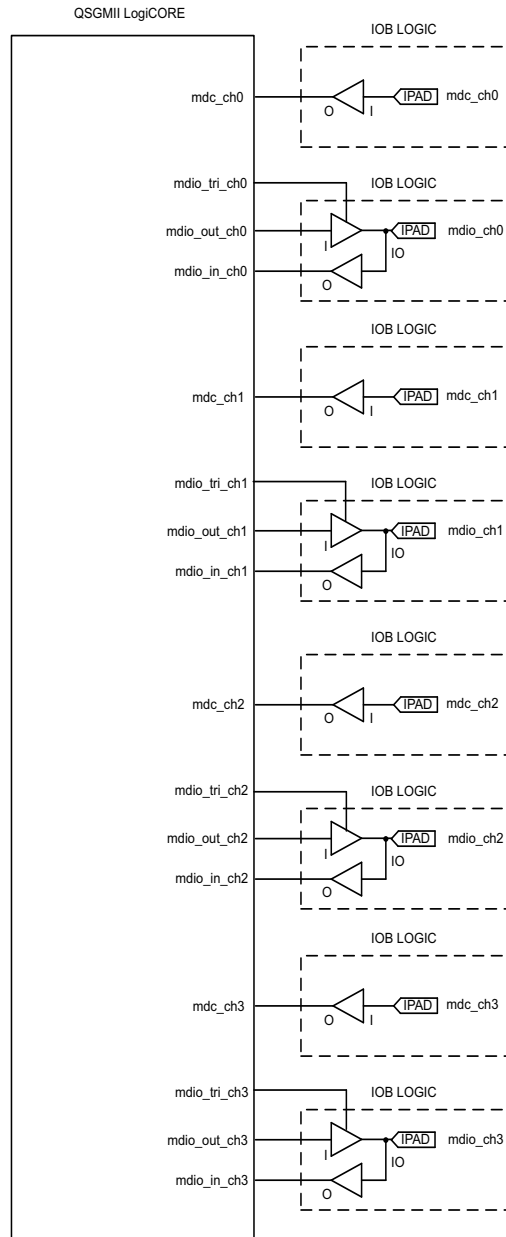 QSGMII LogiCORE
IOB LOGIC
mdc_ch0
O
I
IPAD
mdc_ch0
mdio_tri_ch0
IOB LOGIC
mdio_out_ch0
I
IPAD
mdio_ch0
IO
mdio_in_ch0
O
IOB LOGIC
mdc_ch1
O
I
IPAD
mdc_ch1
mdio_tri_ch1
IOB LOGIC
mdio_out_ch1
I
IPAD
mdio_ch1
IO
mdio_in_ch1
O
IOB LOGIC
mdc_ch2
O
I
IPAD
mdc_ch2
mdio_tri_ch2
IOB LOGIC
mdio_out_ch2
I
IPAD
mdio_ch2
IO
mdio_in_ch2
O
IOB LOGIC
mdc_ch3
O
I
IPAD
mdc_ch3
mdio_tri_ch3
IOB LOGIC
mdio_out_ch3
I
IPAD
mdio_ch3
IO
mdio_in_ch3
O